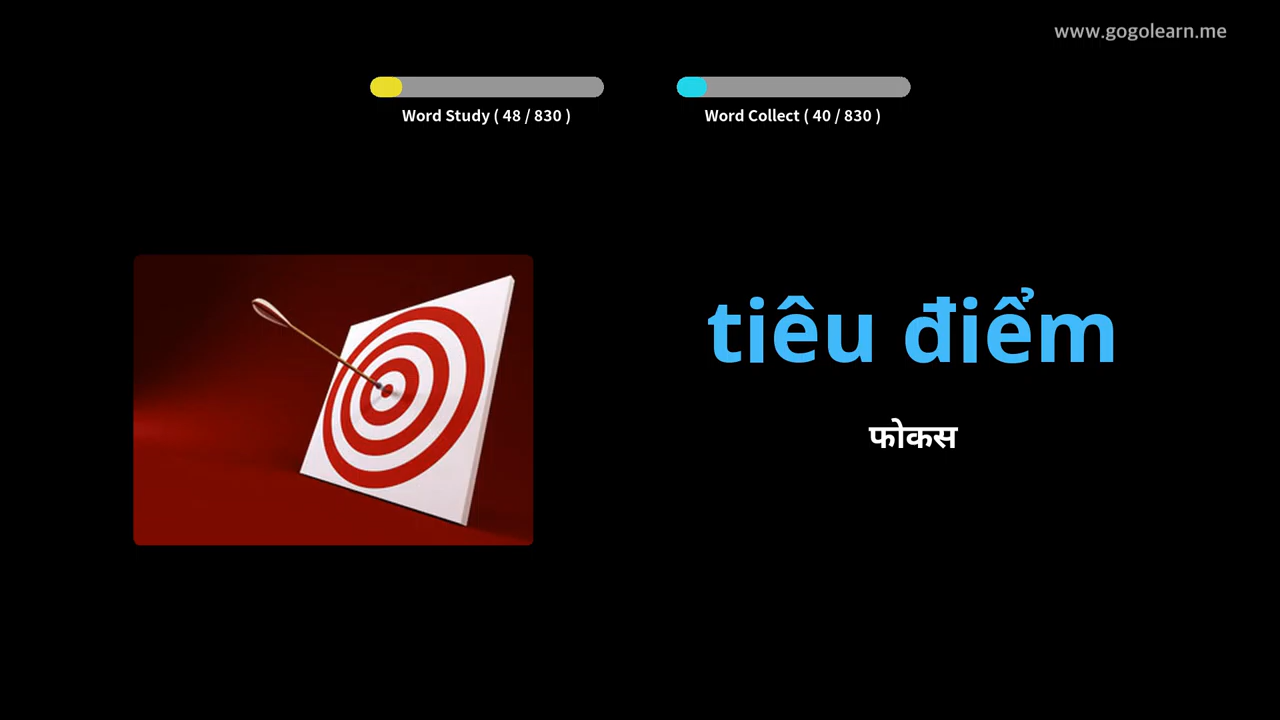 www.gogolearn.me
Word Study ( 48 / 830 )
Word Collect ( 40 / 830 )
tiêu điểm
फोकस